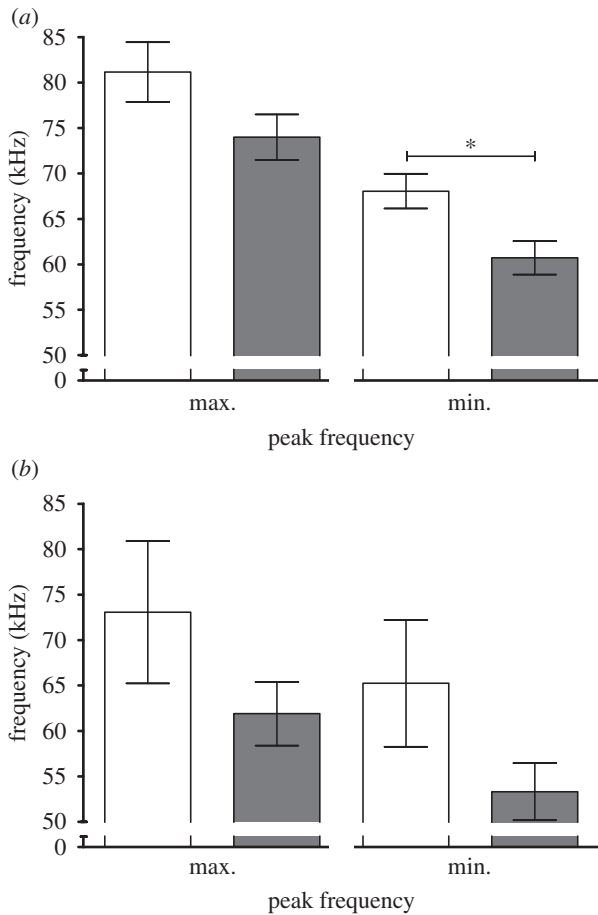 (a)
85
80
75
70
65
60
55
50
0
frequency (kHz)
*
max.
min.
peak frequency
(b)
85
80
75
70
65
60
55
50
0
frequency (kHz)
max.
min.
peak frequency